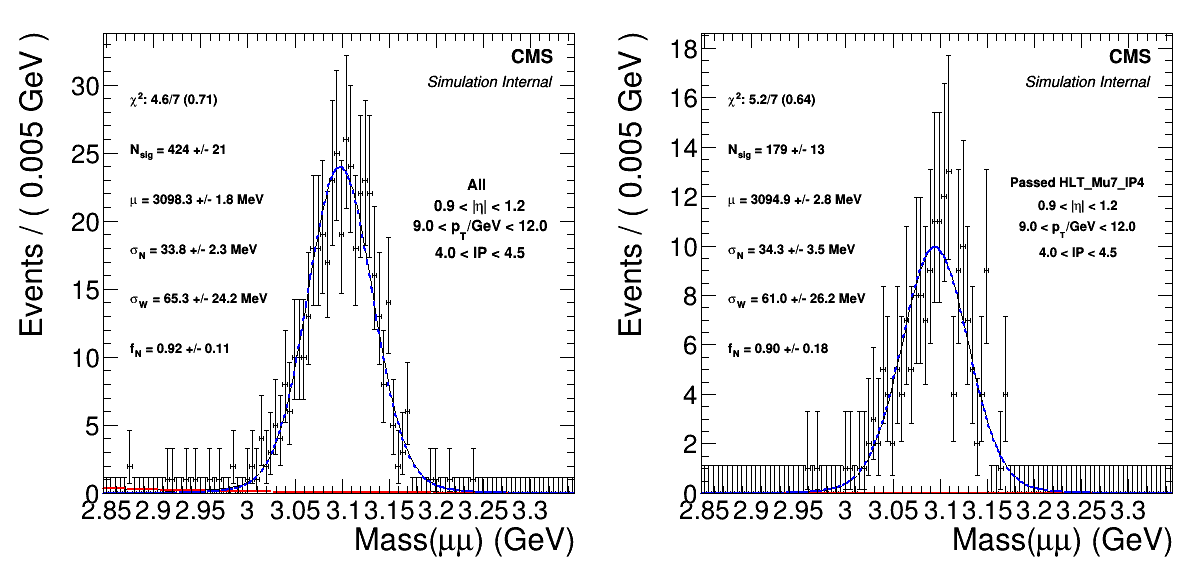 CMS
Simulation Internal
χ²: 4.6/7 (0.71)
N_sig = 424 +/- 21
μ = 3098.3 +/- 1.8 MeV
σ_N = 33.8 +/- 2.3 MeV
σ_W = 65.3 +/- 24.2 MeV
f_N = 0.92 +/- 0.11
All
0.9 < |η| < 1.2
9.0 < p_T/GeV < 12.0
4.0 < IP < 4.5
Events / ( 0.005 GeV )
30
25
20
15
10
5
0
2.85 2.9 2.95 3 3.05 3.1 3.15 3.2 3.25 3.3
Mass(μμ) (GeV)
CMS
Simulation Internal
χ²: 5.2/7 (0.64)
N_sig = 179 +/- 13
μ = 3094.9 +/- 2.8 MeV
σ_N = 34.3 +/- 3.5 MeV
σ_W = 61.0 +/- 26.2 MeV
f_N = 0.90 +/- 0.18
Passed HLT_Mu7_IP4
0.9 < |η| < 1.2
9.0 < p_T/GeV < 12.0
4.0 < IP < 4.5
Events / ( 0.005 GeV )
18
16
14
12
10
8
6
4
2
0
2.85 2.9 2.95 3 3.05 3.1 3.15 3.2 3.25 3.3
Mass(μμ) (GeV)